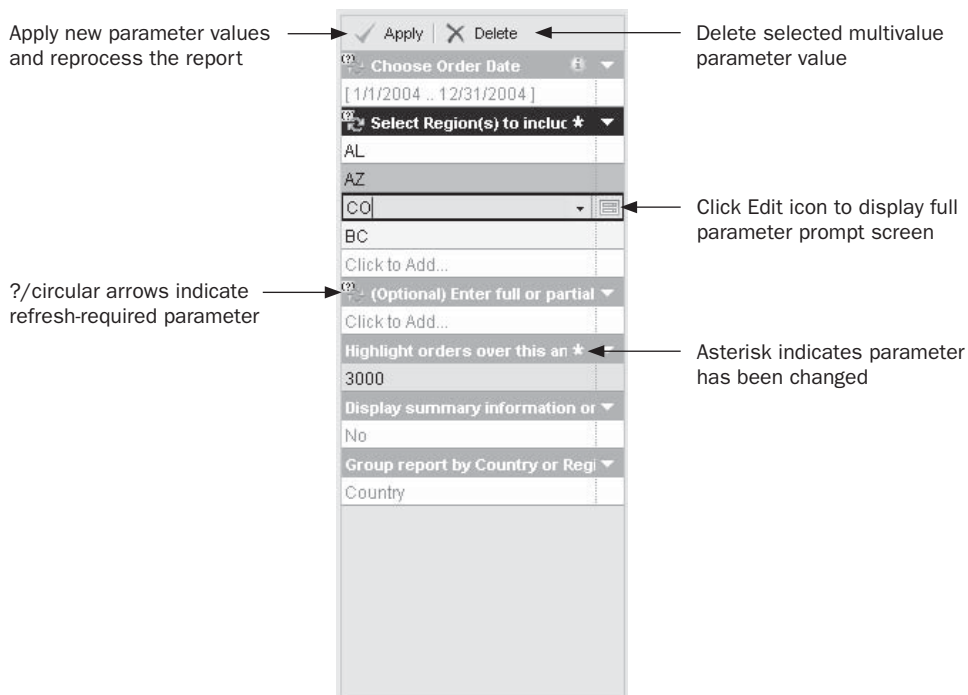 Apply new parameter values
and reprocess the report
Apply
Delete
Delete selected multivalue
parameter value
(?) Choose Order Date
[ 1/1/2004 .. 12/31/2004 ]
(?) Select Region(s) to incluc *
AL
AZ
CO
Click Edit icon to display full
parameter prompt screen
BC
Click to Add...
?/circular arrows indicate
refresh-required parameter
(?) (Optional) Enter full or partial
Click to Add...
Highlight orders over this an *
Asterisk indicates parameter
has been changed
3000
Display summary information or
No
Group report by Country or Regi
Country